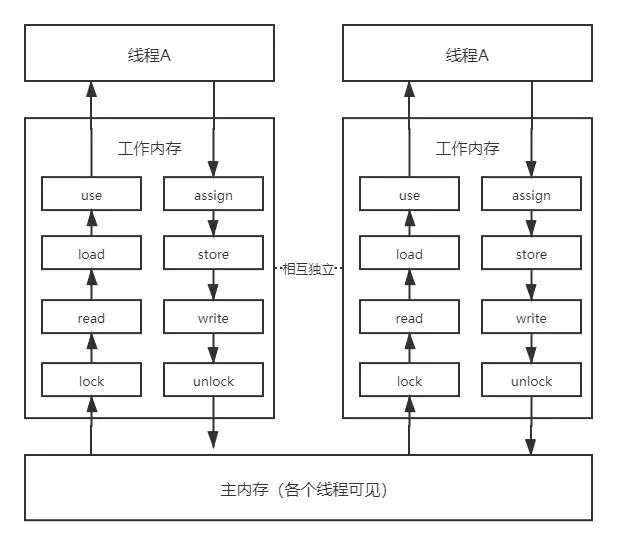 线程A
线程A
工作内存
工作内存
use
assign
use
assign
load
store
相互独立
load
store
read
write
read
write
lock
unlock
lock
unlock
主内存（各个线程可见）